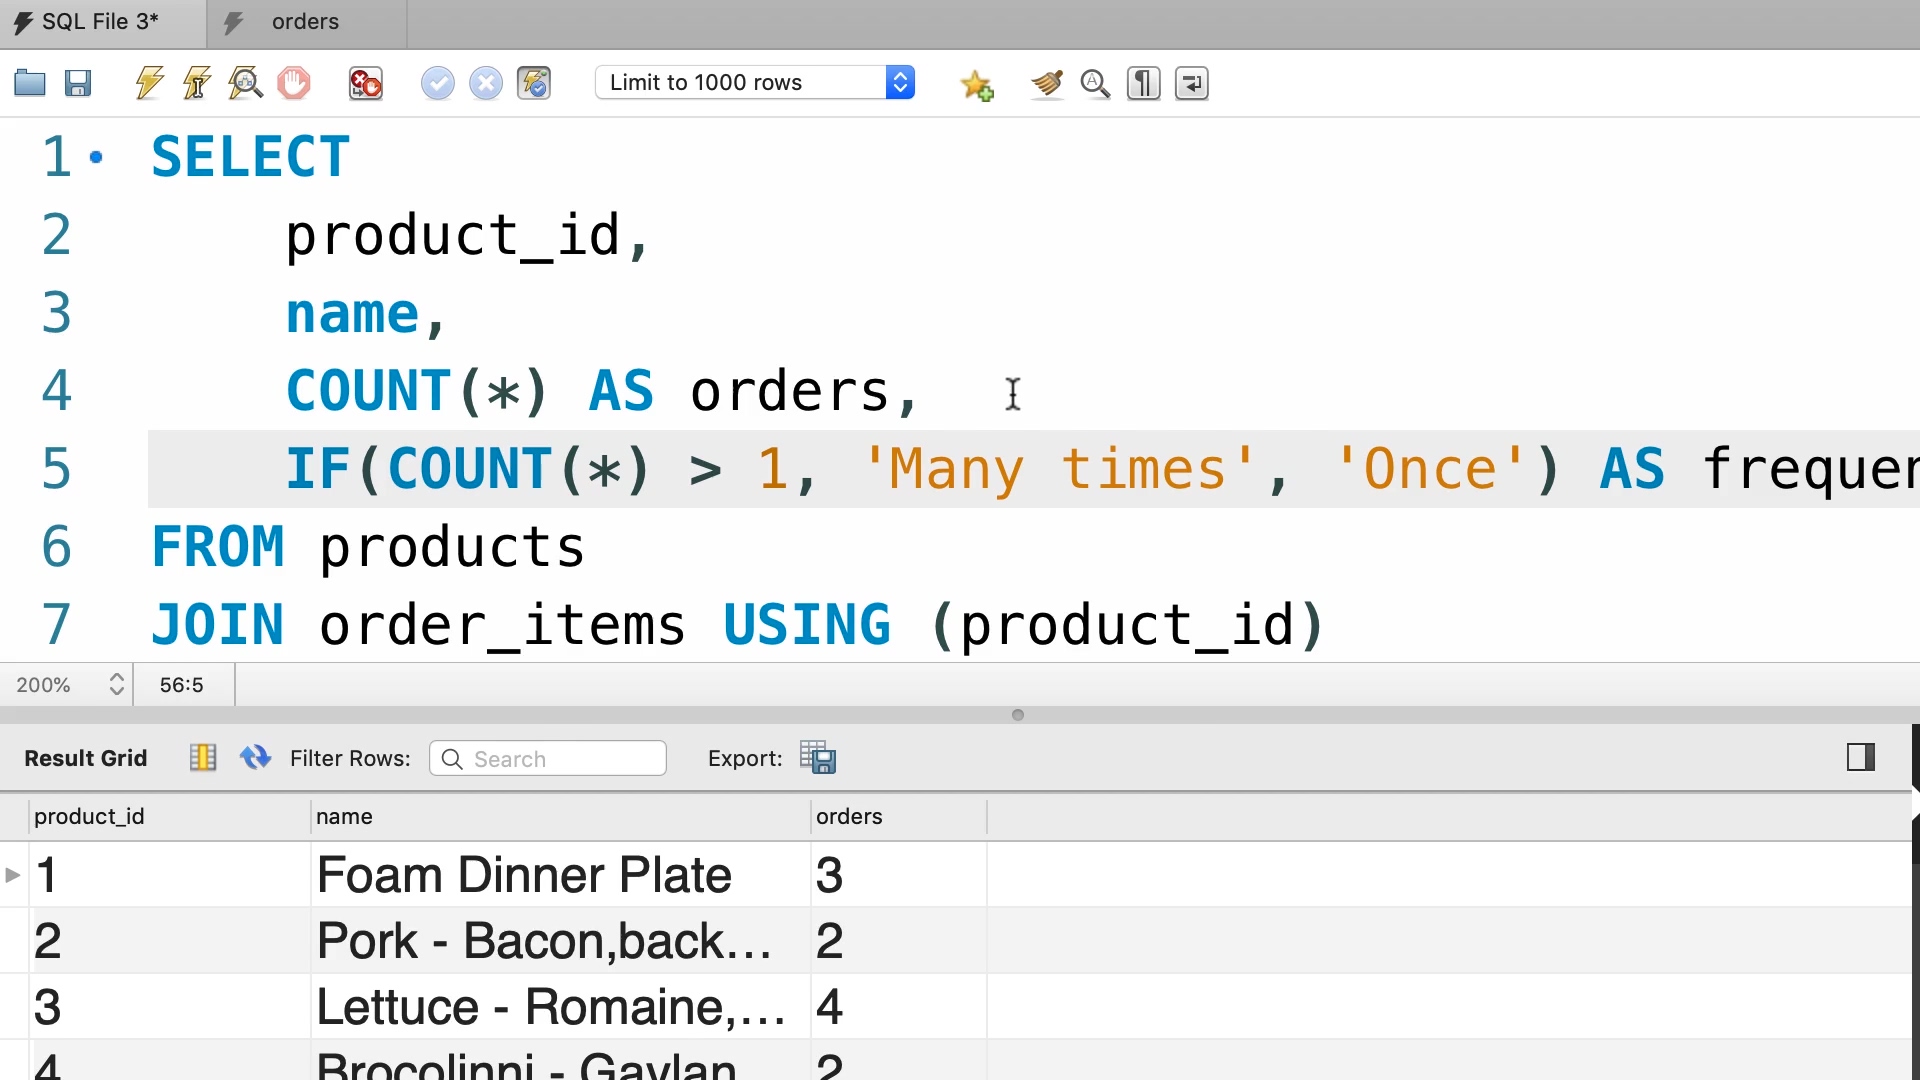 SQL File 3*
orders
Limit to 1000 rows
1 SELECT
2 product_id,
3 name,
4 COUNT(*) AS orders,
5 IF(COUNT(*) > 1, 'Many times', 'Once') AS frequen
6 FROM products
7 JOIN order_items USING (product_id)
200% 56:5
Result Grid Filter Rows: Search Export:
product_id name orders
1 Foam Dinner Plate 3
2 Pork - Bacon,back... 2
3 Lettuce - Romaine,... 4
4 Brocolinni - Gaylan 2